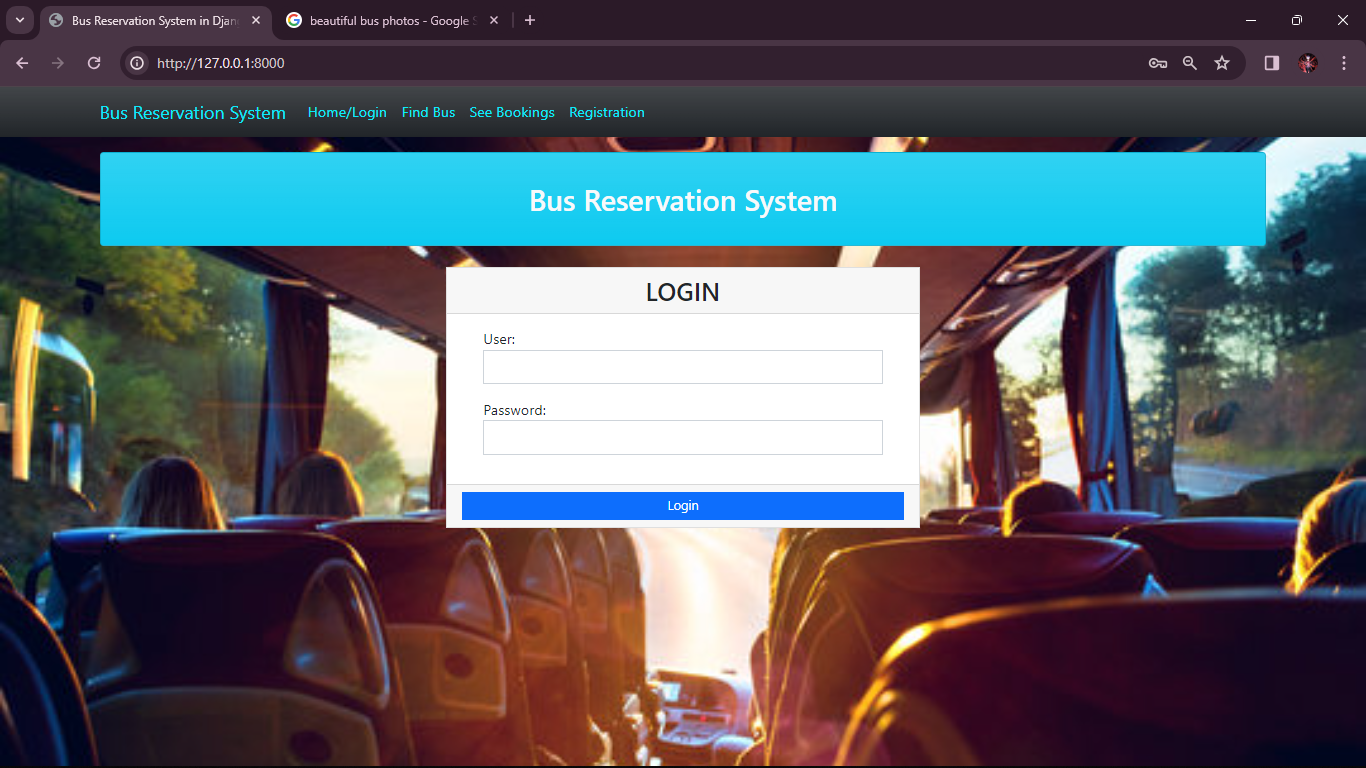 Bus Reservation System in Djan
beautiful bus photos - Google S
http://127.0.0.1:8000
Bus Reservation System Home/Login Find Bus See Bookings Registration
Bus Reservation System
LOGIN
User:
Password:
Login